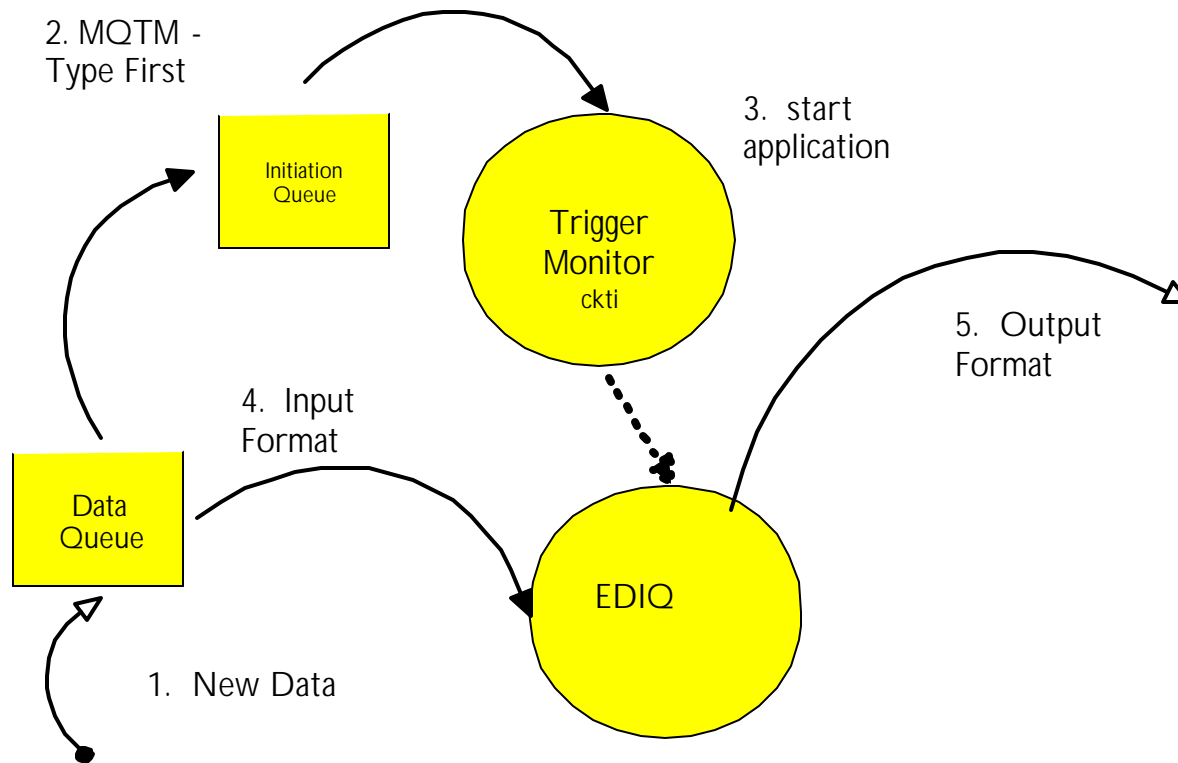 2. MQTM -
Type First
Initiation
Queue
3. start
application
Trigger
Monitor
ckti
5. Output
Format
4. Input
Format
Data
Queue
EDIQ
1. New Data